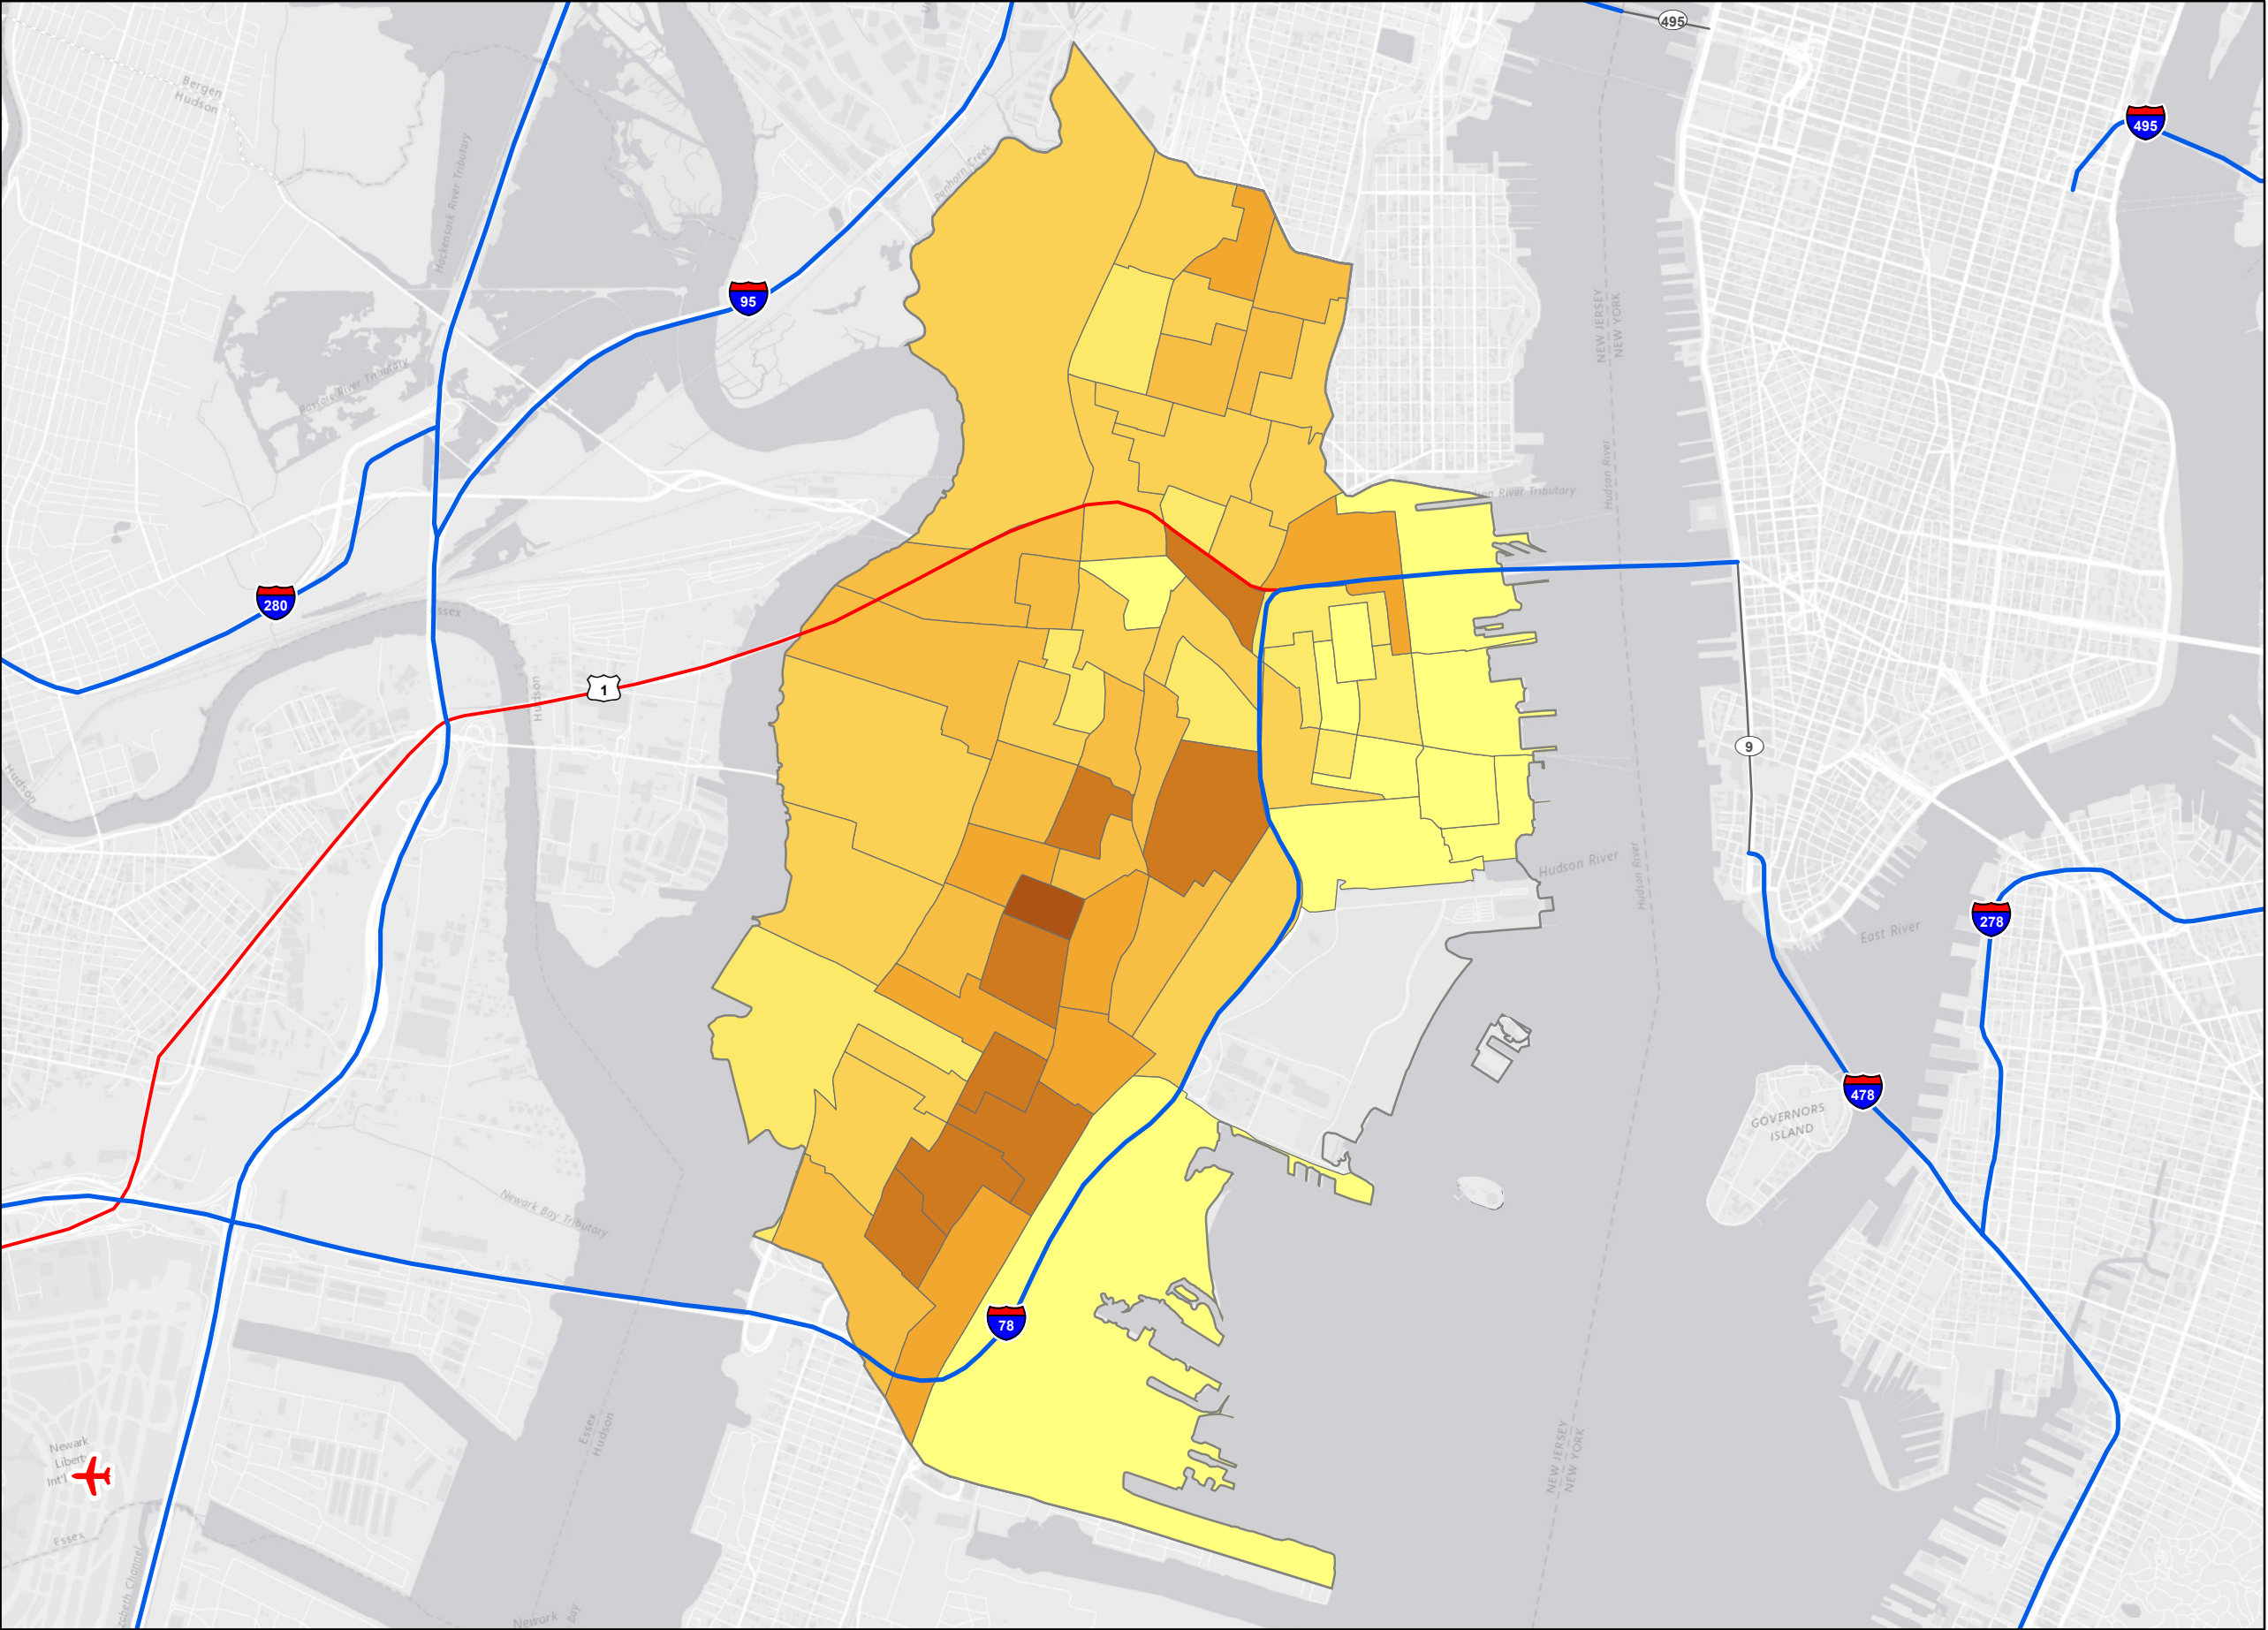 495
Bergen
Hudson
495
Hackensack River Tributary
Penhorn Creek
95
NEW JERSEY
NEW YORK
Passaic River Tributary
Hudson River
son River Tributary
280
Essex
Hudson
1
9
Hudson
Hudson River
Hudson River
278
East River
478
GOVERNORS
ISLAND
Newark Bay Tributary
78
Essex
Hudson
NEW JERSEY
NEW YORK
Newark
Liberty
Int'l
Essex
Newark
Bay